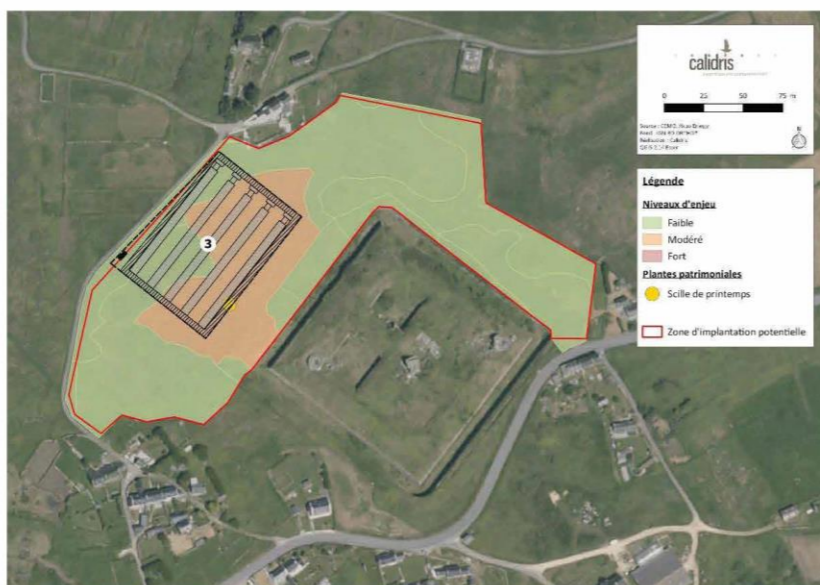 calidris
0 25 50 75 m
N
Légende
Niveaux d'enjeu
Faible
Modéré
Fort
Plantes patrimoniales
Scille de printemps
Zone d'implantation potentielle
3